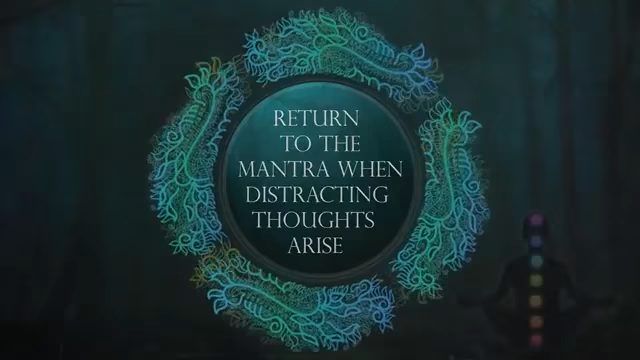 RETURN
TO THE
MANTRA WHEN
DISTRACTING
THOUGHTS
ARISE